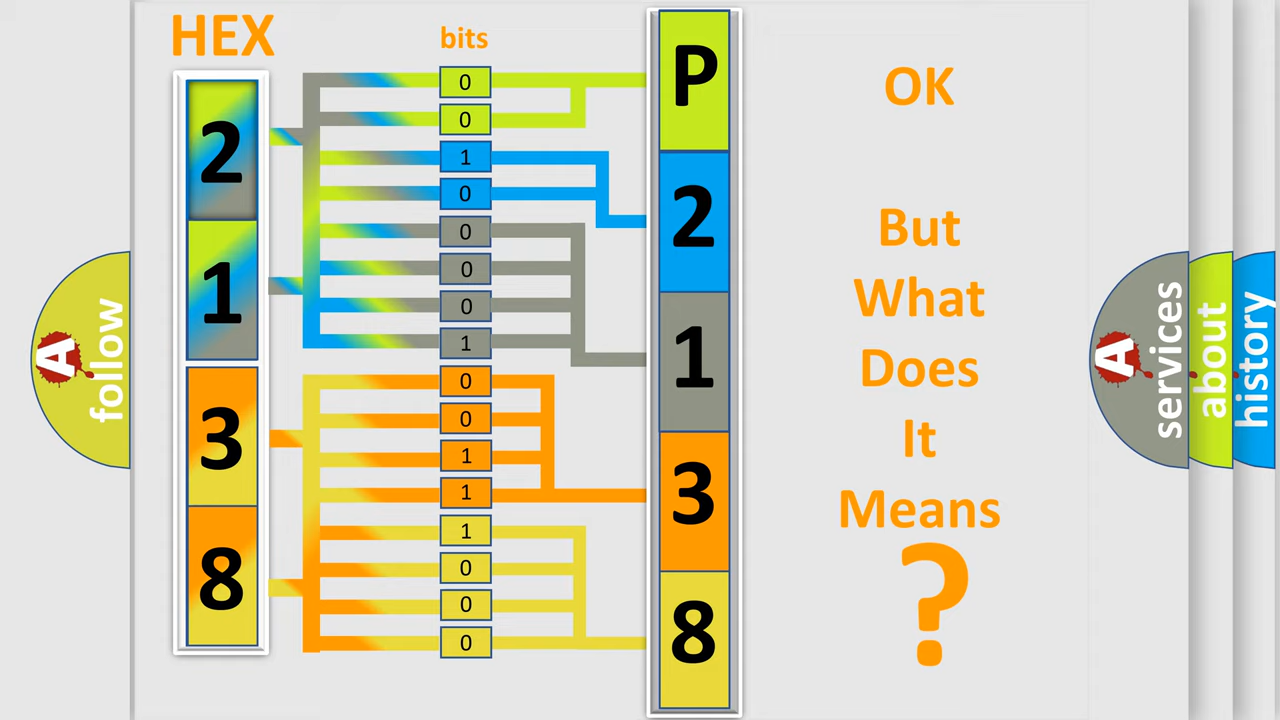 HEX
bits
2
1
3
8
0
0
1
0
0
0
0
1
0
0
1
1
1
0
0
0
P
2
1
3
8
OK
But
What
Does
It
Means
?
A
follow
A
services
about
history